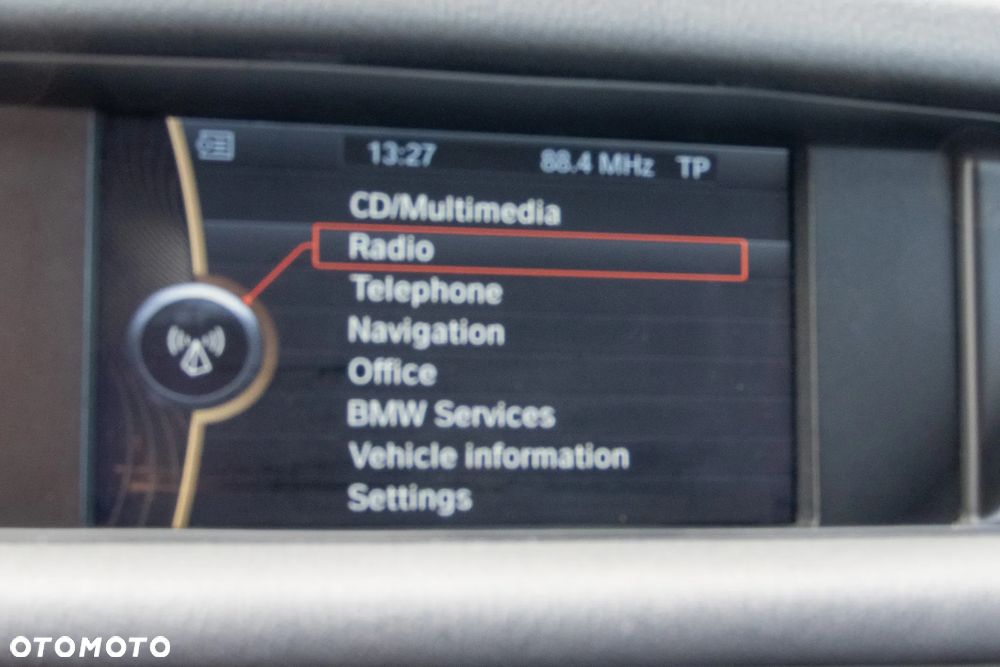 13:27 88.4 MHz TP
CD/Multimedia
Radio
Telephone
Navigation
Office
BMW Services
Vehicle information
Settings
OTOMOTO